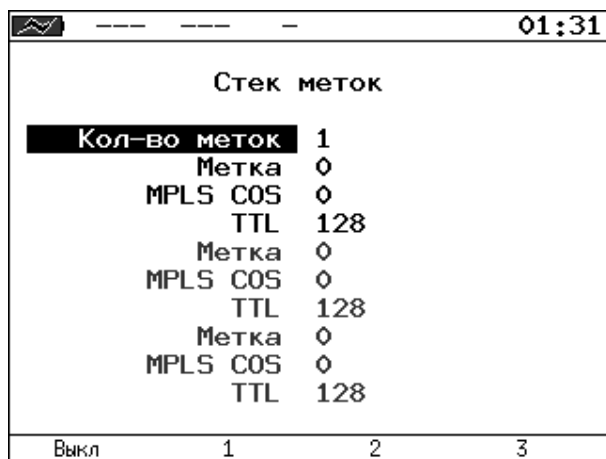 --- --- - 01:31
Стек меток
Кол-во меток 1
Метка 0
MPLS COS 0
TTL 128
Метка 0
MPLS COS 0
TTL 128
Метка 0
MPLS COS 0
TTL 128
Выкл 1 2 3